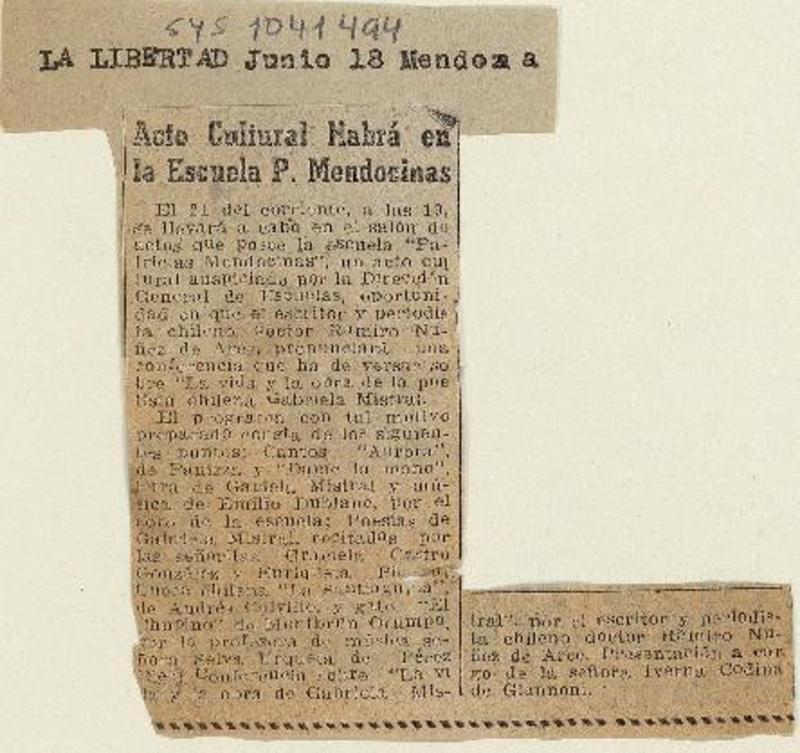 sys 1041494
LA LIBERTAD Junio 18 Mendoza
Acto Cultural Habrá en
la Escuela P. Mendocinas
El 21 del corriente, a las 19,
se llevará a cabo en el salón de
actos que posee la escuela "Pa-
tricias Mendocinas", un acto cul
tural auspiciado por la Dirección
General de Escuelas, oportuni-
dad en que el escritor y periodis
ta chileno, Doctor Ramiro Nú-
ñez de Arce, pronunciará una
conferencia que ha de versar so
bre "La vida y la obra de la poe
tisa chilena Gabriela Mistral.
El programa con tal motivo
preparado consta de los siguien-
tes puntos: Cantos "Aurora",
de Panizza y "Dame la mano",
letra de Gabriela Mistral y mú-
sica de Emilio Dublanc, por el
coro de la escuela; Poesías de
Gabriela Mistral, recitadas por
las señoritas Graciela Castro
González y Enriqueta
Cueca chilena "La santiaguina",
de Andrés y gato "El
de Montbrun Ocampo,
por la profesora de música se-
ñora Selva Urquiza de Pérez
Conferencia sobre "La vi
da y la obra de Gabriela Mis-
tral", por el escritor y periodis-
ta chileno doctor Ramiro Nú-
ñez de Arce. Presentación a car
go de la señora Iverna Codina
de Giannoni.